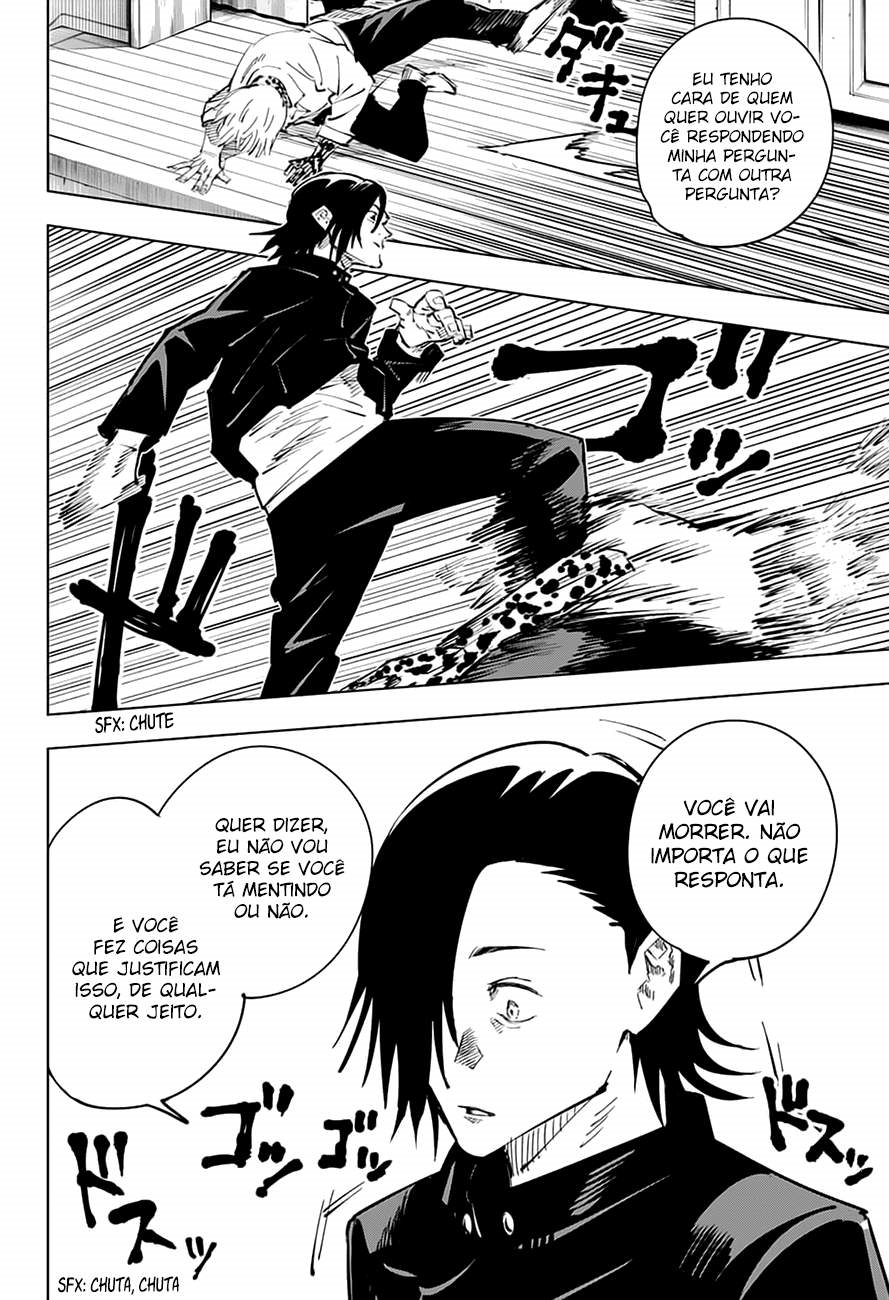 EU TENHO
CARA DE QUEM
QUER OUVIR VO-
CÊ RESPONDENDO
MINHA PERGUN-
TA COM OUTRA
PERGUNTA?
ダキュ
ゴッ
ドッ
SFX: CHUTE
VOCÊ VAI
MORRER. NÃO
IMPORTA O QUE
RESPONTA.
QUER DIZER,
EU NÃO VOU
SABER SE VOCÊ
TÁ MENTINDO
OU NÃO.
E VOCÊ
FEZ COISAS
QUE JUSTIFICAM
ISSO, DE QUAL-
QUER JEITO.
ドスッ
ゴッ
ゴッ
ドスッ
SFX: CHUTA, CHUTA